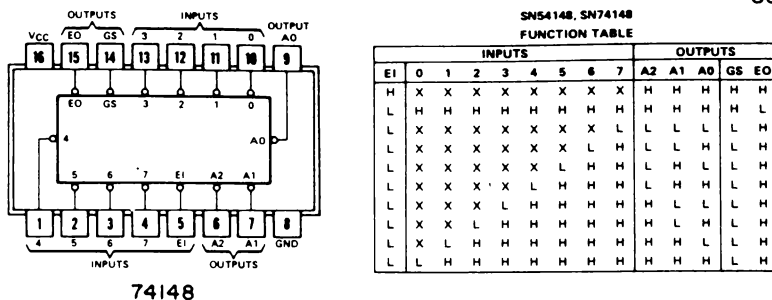 OUTPUTS INPUTS OUTPUT
VCC EO GS 3 2 1 0 A0
16 15 14 13 12 11 10 9
EO GS 3 2 1 0
4 A0
5 6 7 EI A2 A1
1 2 3 4 5 6 7 8
4 5 6 7 EI A2 A1 GND
INPUTS OUTPUTS
74148
SN54148, SN74148
FUNCTION TABLE
INPUTS OUTPUTS
EI 0 1 2 3 4 5 6 7 A2 A1 A0 GS EO
H X X X X X X X X H H H H H
L H H H H H H H H H H H H L
L X X X X X X X L L L L L H
L X X X X X X L H L L H L H
L X X X X X L H H L H L L H
L X X X X L H H H L H H L H
L X X X L H H H H H L L L H
L X X L H H H H H H L H L H
L X L H H H H H H H H L L H
L L H H H H H H H H H H L H